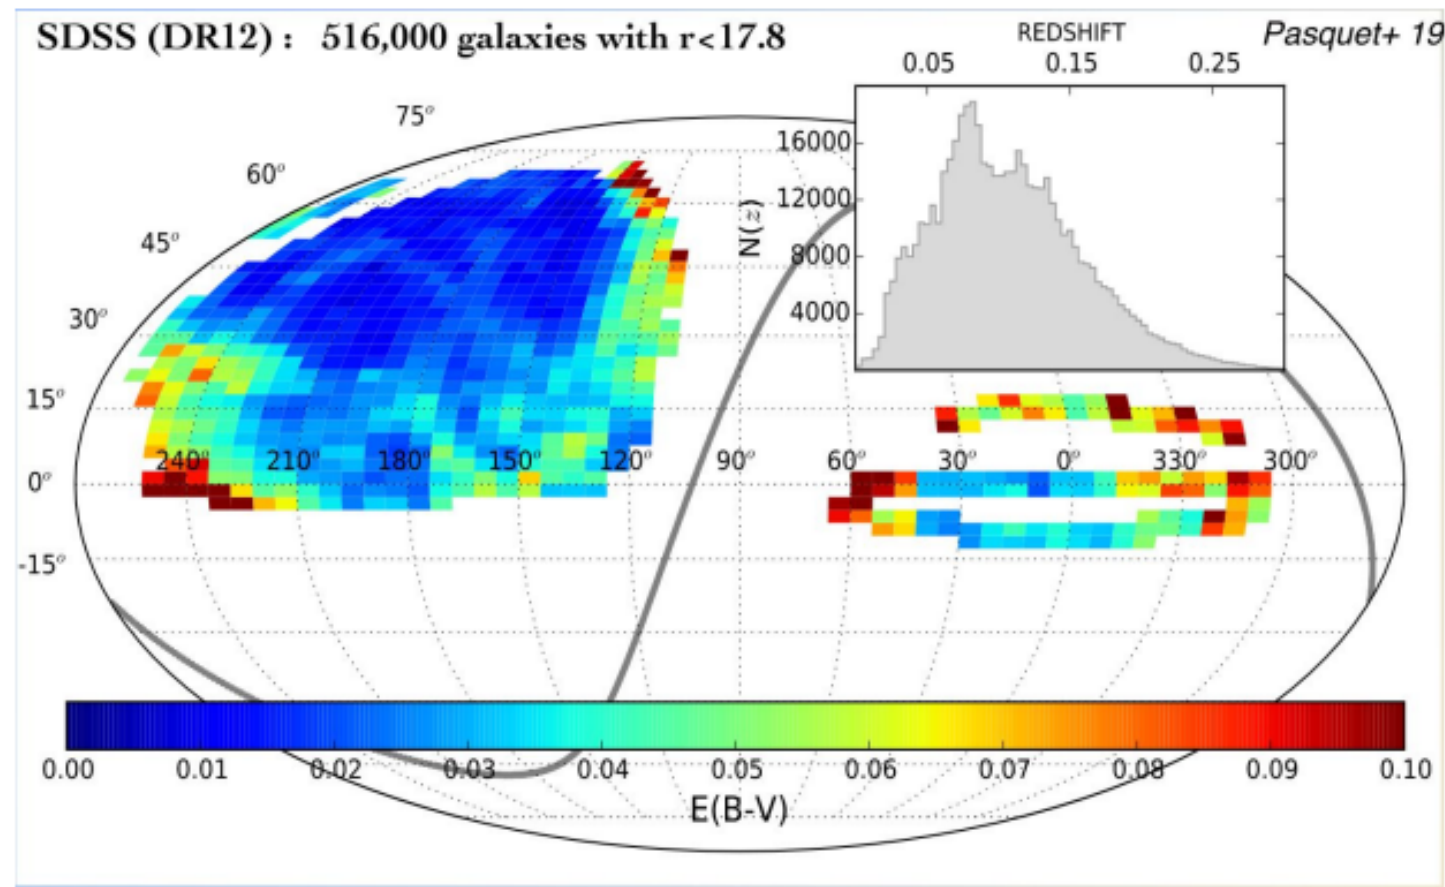 SDSS (DR12) : 516,000 galaxies with r<17.8
Pasquet+ 19
REDSHIFT
0.05 0.15 0.25
N(z)
16000
12000
8000
4000
75°
60°
45°
30°
15°
0°
-15°
240° 210° 180° 150° 120° 90° 60° 30° 0° 330° 300°
0.00 0.01 0.02 0.03 0.04 0.05 0.06 0.07 0.08 0.09 0.10
E(B-V)